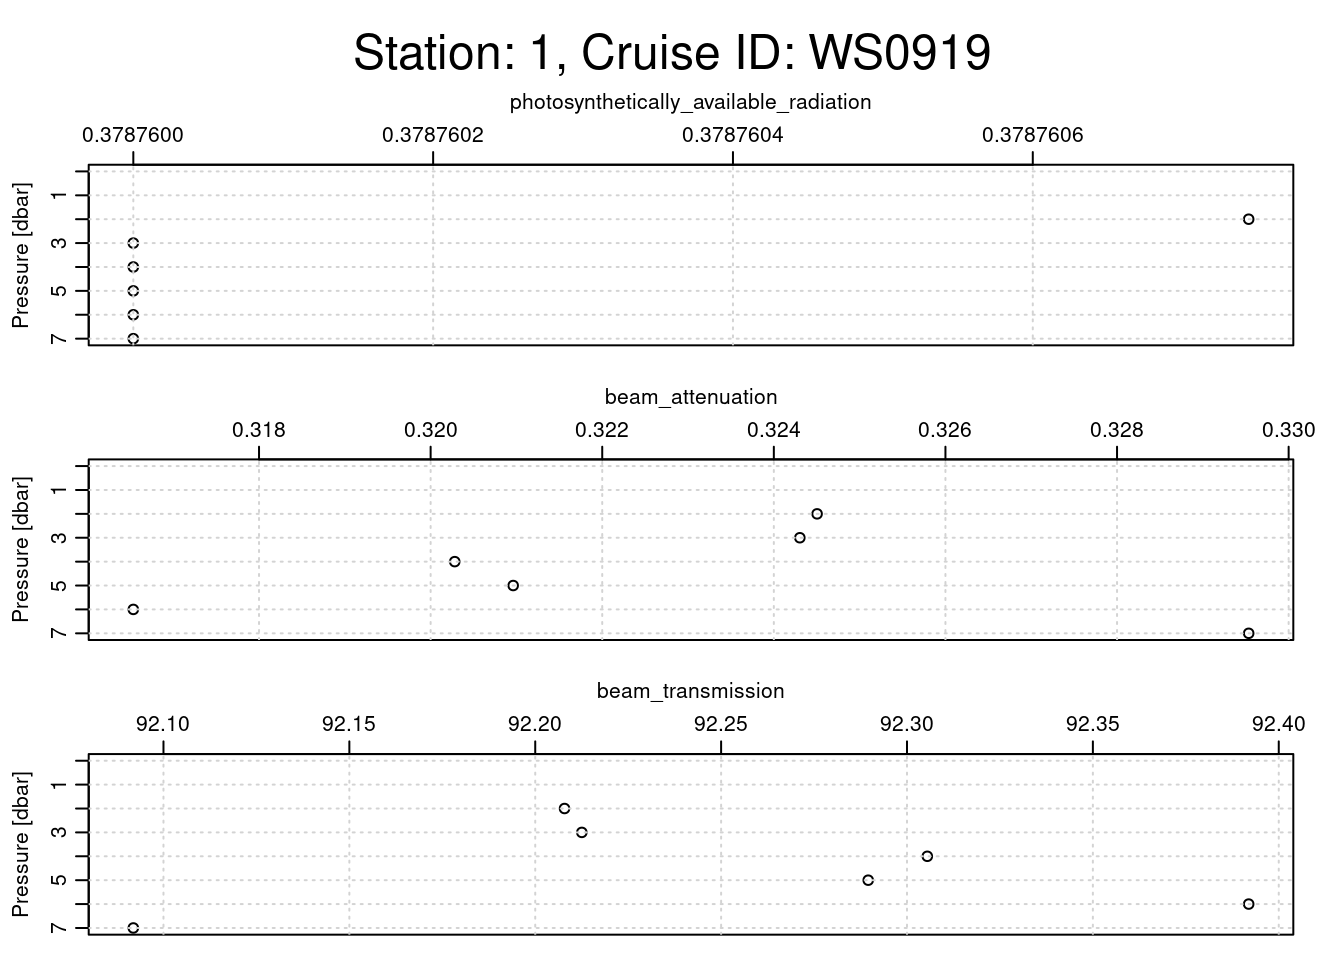 Station: 1, Cruise ID: WS0919
photosynthetically_available_radiation
0.3787600 0.3787602 0.3787604 0.3787606
Pressure [dbar]
1
3
5
7
beam_attenuation
0.318 0.320 0.322 0.324 0.326 0.328 0.330
Pressure [dbar]
1
3
5
7
beam_transmission
92.10 92.15 92.20 92.25 92.30 92.35 92.40
Pressure [dbar]
1
3
5
7